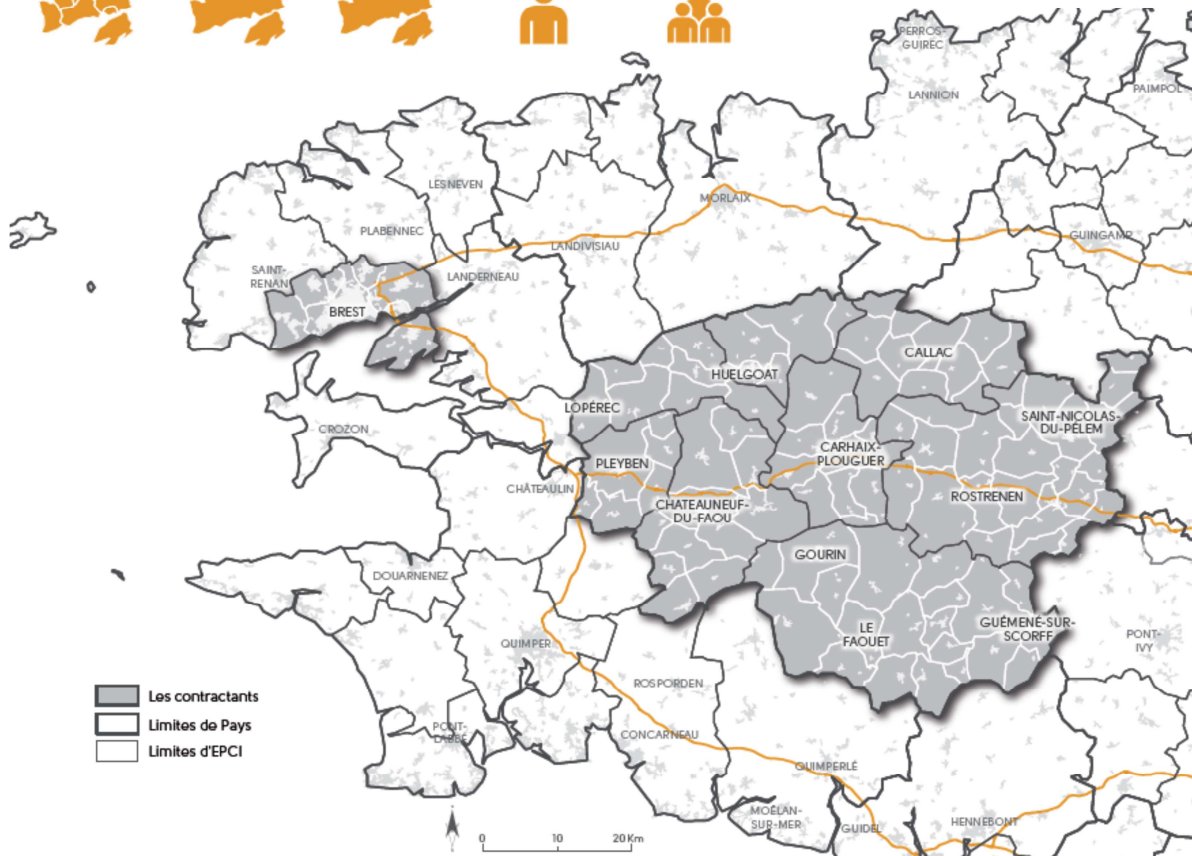 PERROS-
GUIREC
LANNION
PAIMPOL
LESNEVEN
MORLAIX
PLABENNEC
GUINGAMP
LANDIVISIAU
SAINT-
RENAN
LANDERNEAU
BREST
CALLAC
HUELGOAT
LOPÉREC
SAINT-NICOLAS-
DU-PÉLEM
CROZON
CARHAIX-
PLOUGUER
PLEYBEN
CHÂTEAULIN
ROSTRENEN
CHATEAUNEUF-
DU-FAOU
GOURIN
DOUARNENEZ
GUÉMENÉ-SUR-
SCORFF
LE
FAOUET
PONT-
IVY
QUIMPER
ROSPORDEN
Les contractants
Limites de Pays
Limites d'EPCI
PONT-
L'ABBÉ
CONCARNEAU
QUIMPERLÉ
MOËLAN-
SUR-MER
GUIDEL
HENNEBONT
0 10 20 Km